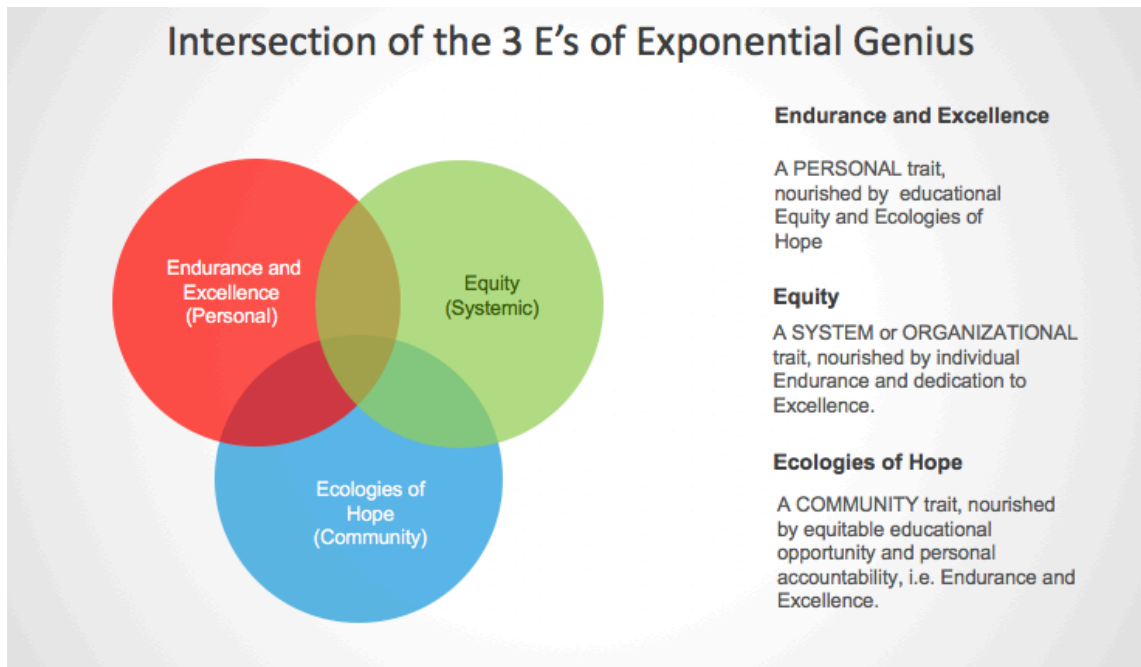 Intersection of the 3 E's of Exponential Genius
Endurance and
Excellence
(Personal)
Equity
(Systemic)
Ecologies of
Hope
(Community)
Endurance and Excellence
A PERSONAL trait,
nourished by educational
Equity and Ecologies of
Hope
Equity
A SYSTEM or ORGANIZATIONAL
trait, nourished by individual
Endurance and dedication to
Excellence.
Ecologies of Hope
A COMMUNITY trait, nourished
by equitable educational
opportunity and personal
accountability, i.e. Endurance and
Excellence.